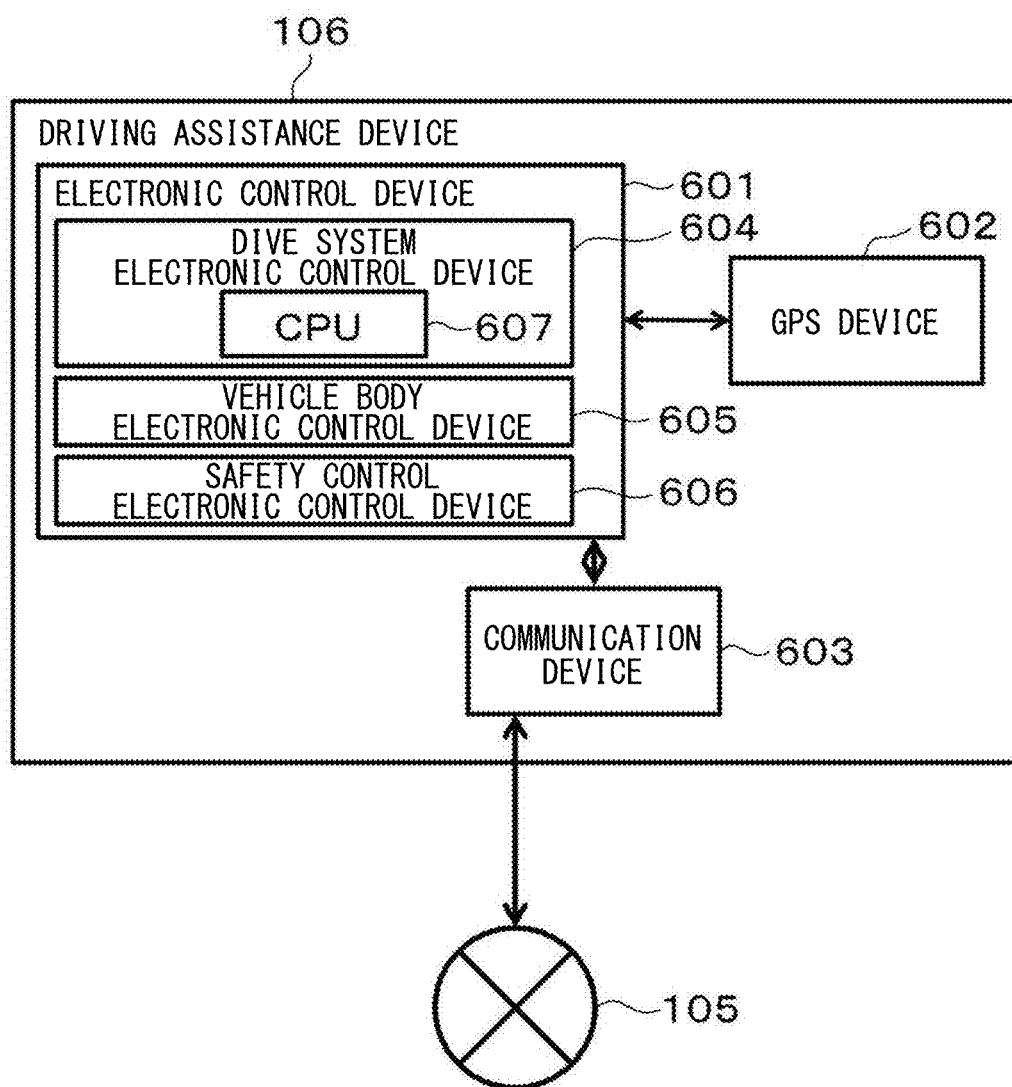 106
DRIVING ASSISTANCE DEVICE
ELECTRONIC CONTROL DEVICE
601
DIVE SYSTEM
ELECTRONIC CONTROL DEVICE
604
CPU
607
602
GPS DEVICE
VEHICLE BODY
ELECTRONIC CONTROL DEVICE
605
SAFETY CONTROL
ELECTRONIC CONTROL DEVICE
606
COMMUNICATION
DEVICE
603
105